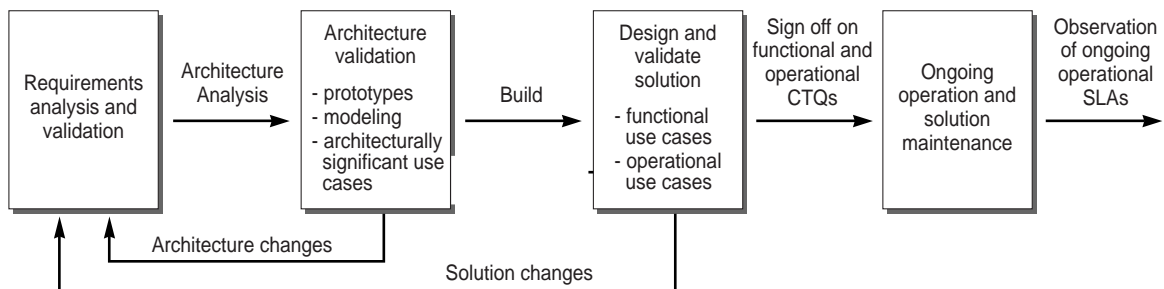 Requirements
analysis and
validation
Architecture
Analysis
Architecture
validation
- prototypes
- modeling
- architecturally
significant use
cases
Build
Design and
validate
solution
- functional
use cases
- operational
use cases
Sign off on
functional and
operational
CTQs
Ongoing
operation and
solution
maintenance
Observation
of ongoing
operational
SLAs
Architecture changes
Solution changes